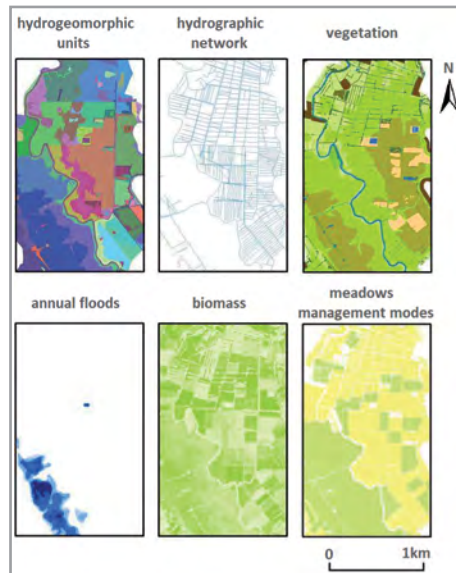 hydrogeomorphic
units
hydrographic
network
vegetation
N
annual floods
biomass
meadows
management modes
0
1km